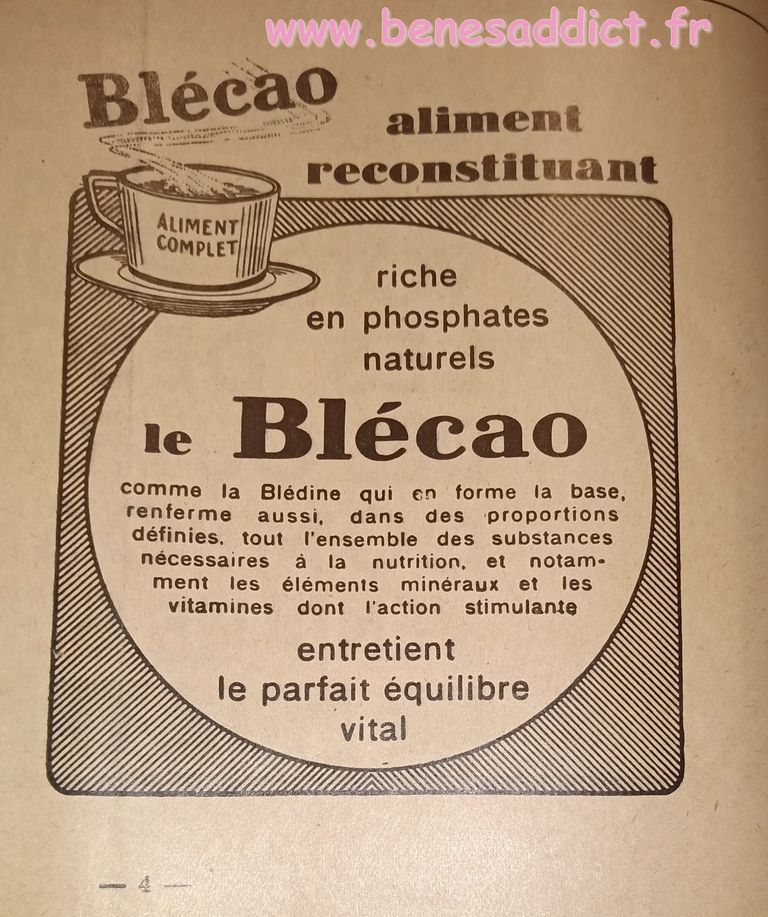 www.benesaddict.fr
Blécao
aliment
reconstituant
ALIMENT
COMPLET
riche
en phosphates
naturels
le Blécao
comme la Blédine qui en forme la base,
renferme aussi, dans des proportions
définies, tout l'ensemble des substances
nécessaires à la nutrition, et notam-
ment les éléments minéraux et les
vitamines dont l'action stimulante
entretient
le parfait équilibre
vital
— 4 —